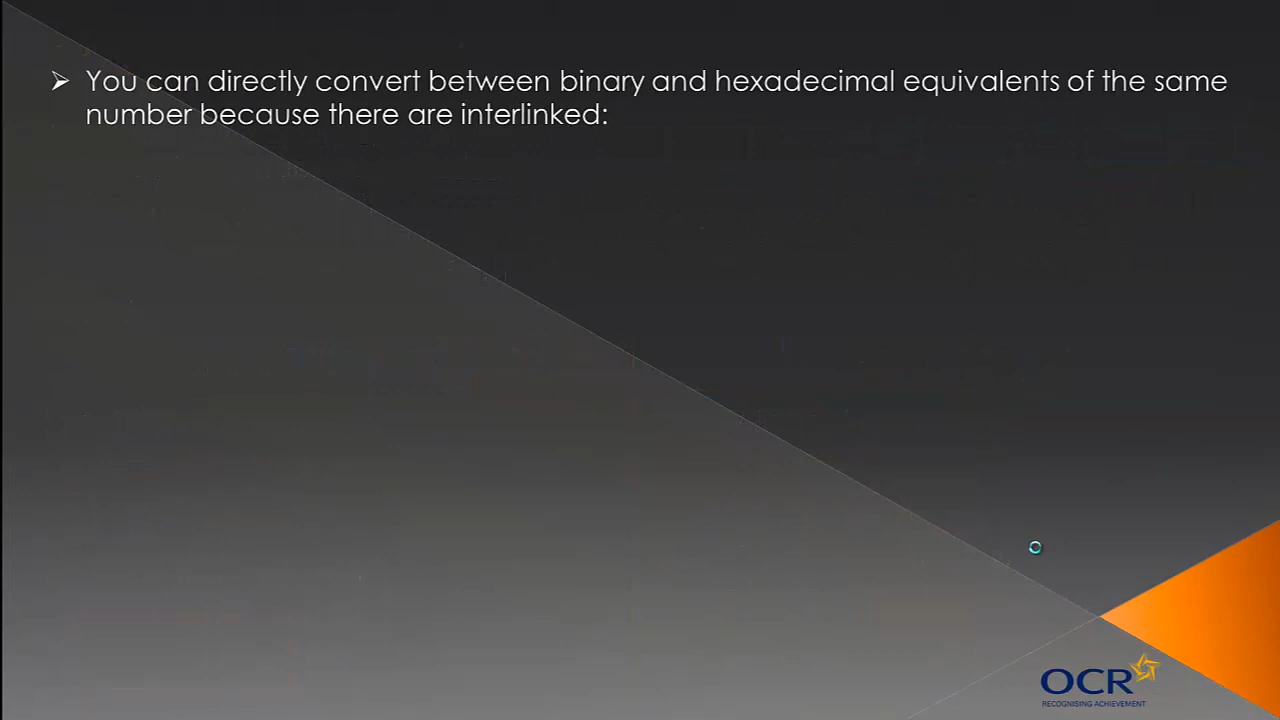 You can directly convert between binary and hexadecimal equivalents of the same
number because there are interlinked:
OCR
RECOGNISING ACHIEVEMENT